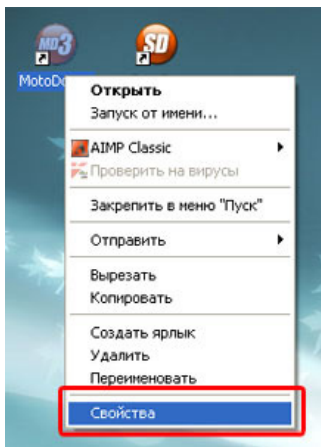 MD3
SD
MotoDo
Открыть
Запуск от имени...
AIMP Classic
Проверить на вирусы
Закрепить в меню "Пуск"
Отправить
Вырезать
Копировать
Создать ярлык
Удалить
Переименовать
Свойства